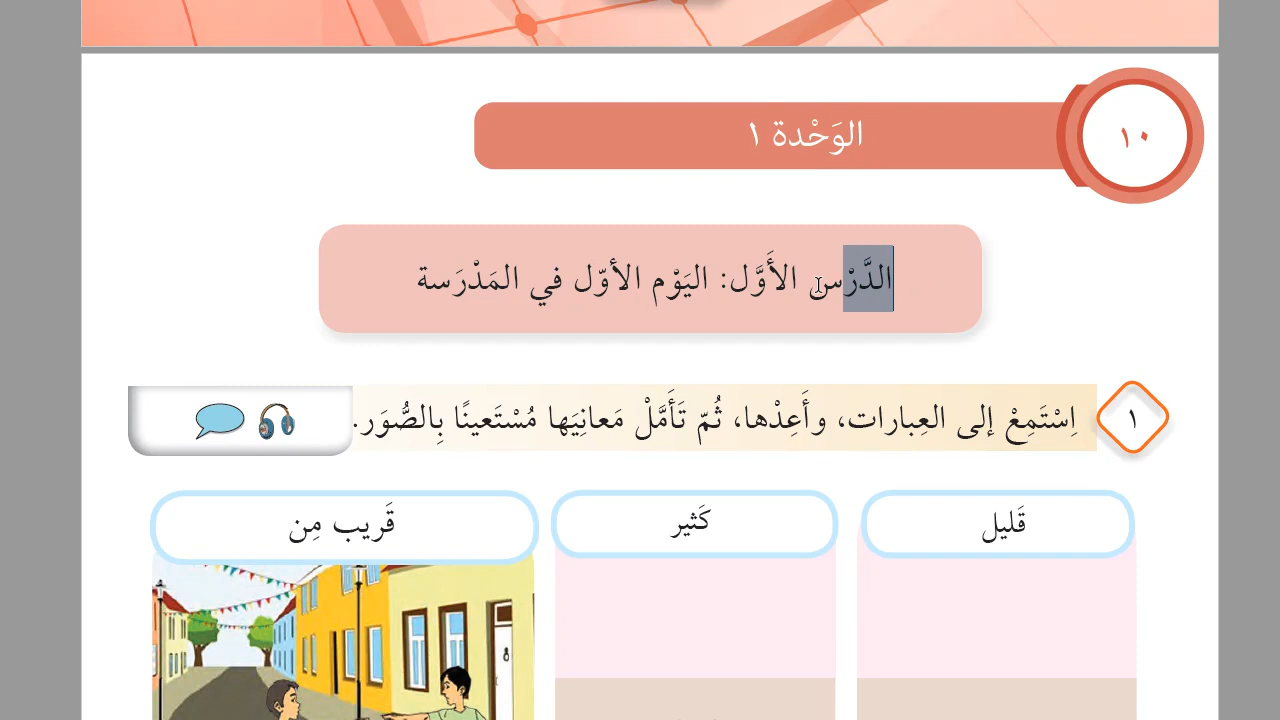 ١٠
الوَحْدة ١
الدَّرْس الأَوَّل: اليَوْم الأوّل في المَدْرَسة
١
اِسْتَمِعْ إلى العِبارات، وأَعِدْها، ثُمّ تَأَمَّلْ مَعانِيَها مُسْتَعينًا بِالصُّوَر.
قَليل
كَثير
قَريب مِن